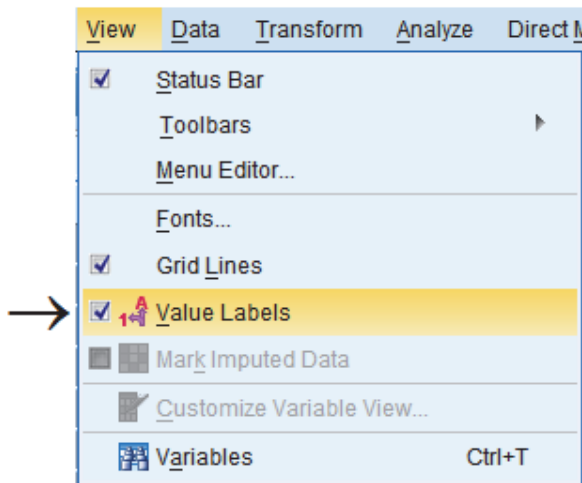 View Data Transform Analyze Direct
Status Bar
Toolbars
Menu Editor...
Fonts...
Grid Lines
Value Labels
Mark Imputed Data
Customize Variable View...
Variables Ctrl+T